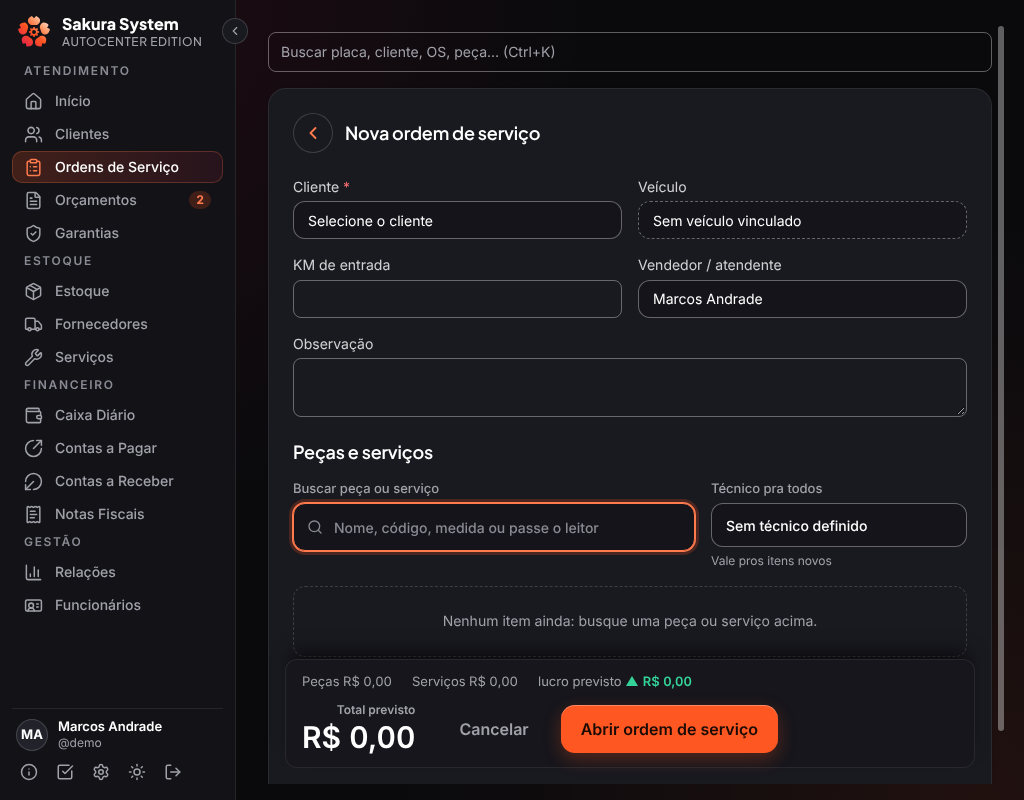 Sakura System
AUTOCENTER EDITION
ATENDIMENTO
Início
Clientes
Ordens de Serviço
Orçamentos 2
Garantias
ESTOQUE
Estoque
Fornecedores
Serviços
FINANCEIRO
Caixa Diário
Contas a Pagar
Contas a Receber
Notas Fiscais
GESTÃO
Relações
Funcionários
MA
Marcos Andrade
@demo
Buscar placa, cliente, OS, peça... (Ctrl+K)
Nova ordem de serviço
Cliente * Veículo
Selecione o cliente Sem veículo vinculado
KM de entrada Vendedor / atendente
Marcos Andrade
Observação
Peças e serviços
Buscar peça ou serviço Técnico pra todos
Nome, código, medida ou passe o leitor Sem técnico definido
Vale pros itens novos
Nenhum item ainda: busque uma peça ou serviço acima.
Peças R$ 0,00 Serviços R$ 0,00 lucro previsto ▲ R$ 0,00
Total previsto
R$ 0,00 Cancelar Abrir ordem de serviço